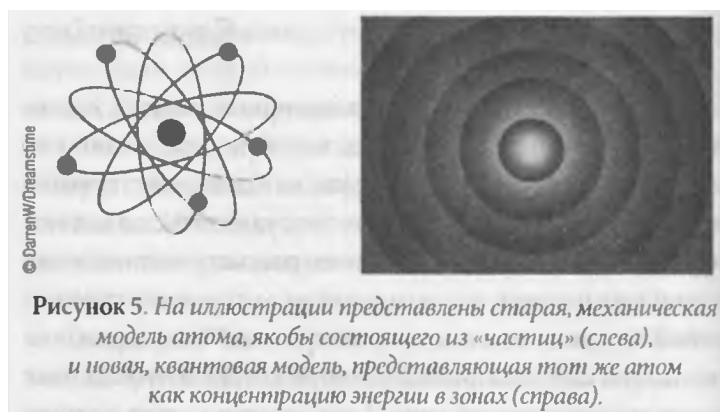 © DarrenW/Dreamstime
Рисунок 5. На иллюстрации представлены старая, механическая
модель атома, якобы состоящего из «частиц» (слева),
и новая, квантовая модель, представляющая тот же атом
как концентрацию энергии в зонах (справа).